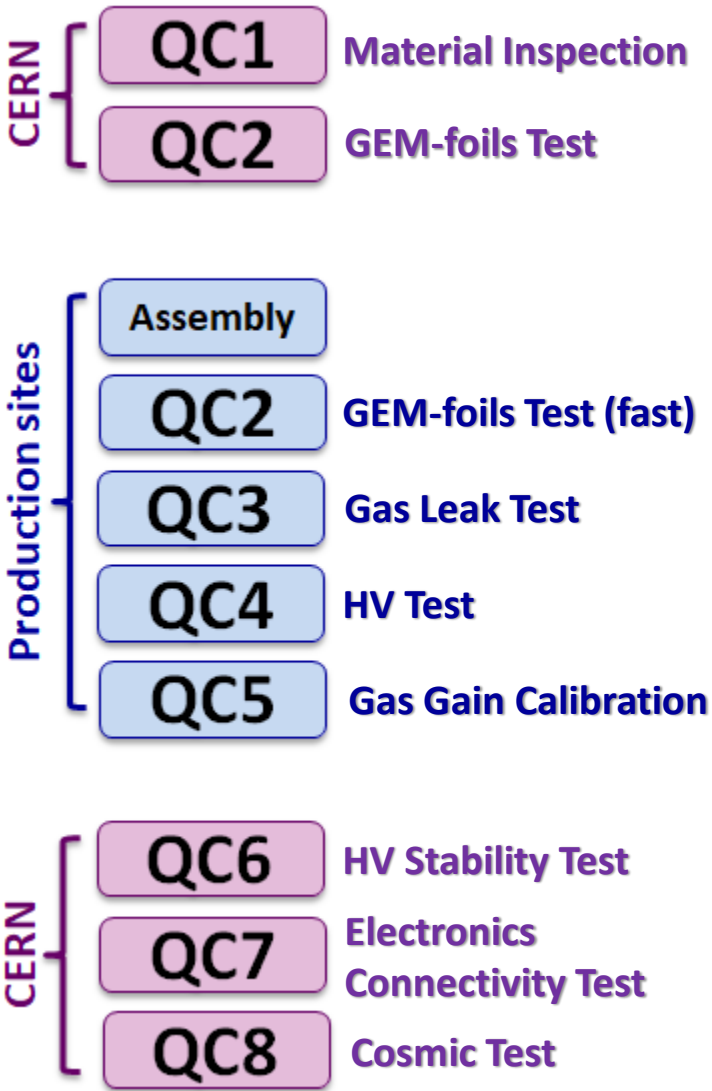 CERN
QC1 Material Inspection
QC2 GEM-foils Test
Production sites
Assembly
QC2 GEM-foils Test (fast)
QC3 Gas Leak Test
QC4 HV Test
QC5 Gas Gain Calibration
CERN
QC6 HV Stability Test
QC7 Electronics
Connectivity Test
QC8 Cosmic Test